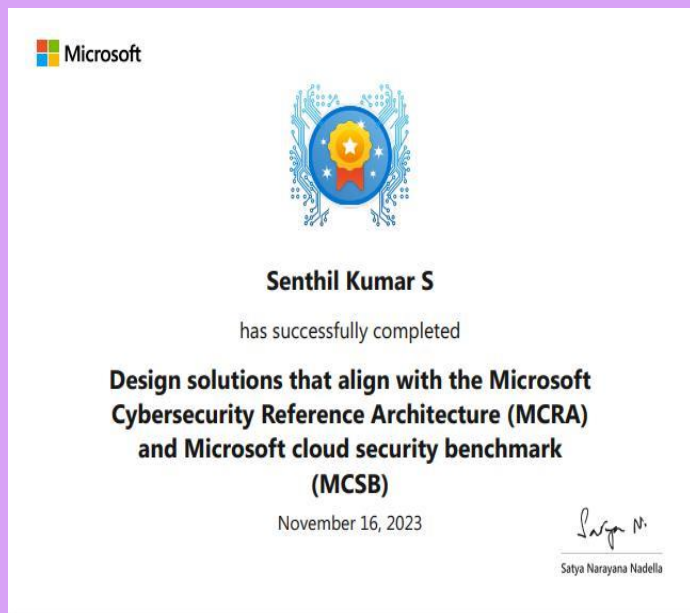 Microsoft
Senthil Kumar S
has successfully completed
Design solutions that align with the Microsoft
Cybersecurity Reference Architecture (MCRA)
and Microsoft cloud security benchmark
(MCSB)
November 16, 2023
Satya N.
Satya Narayana Nadella